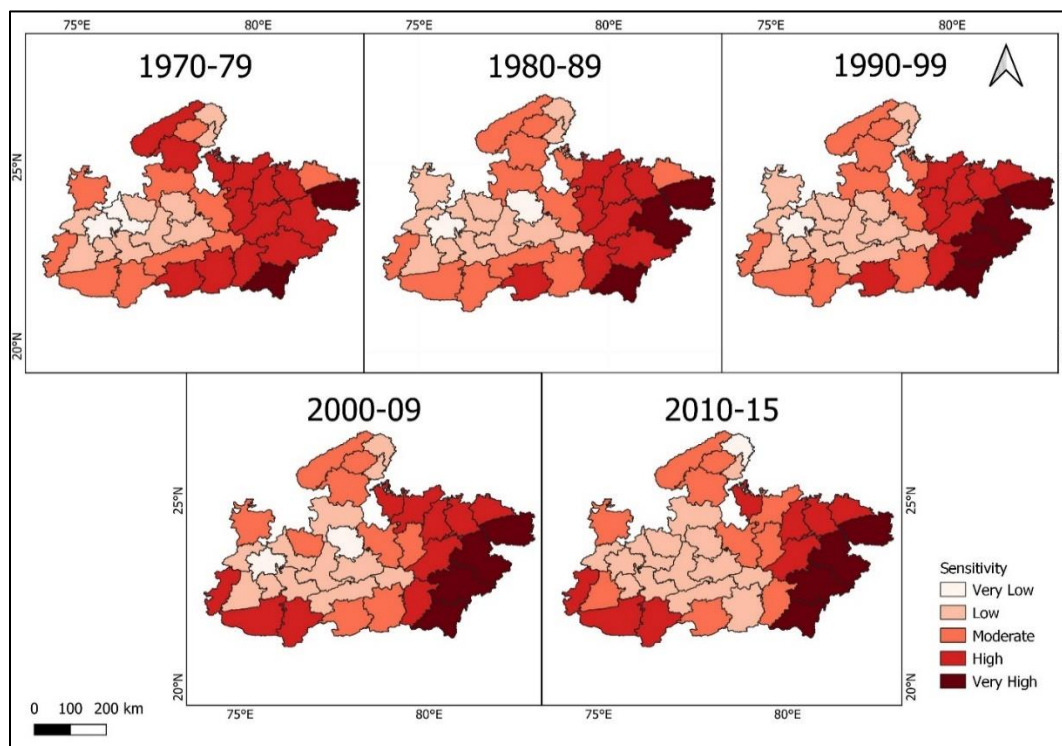 75°E 80°E 75°E 80°E 75°E 80°E
1970-79 1980-89 1990-99
25°N
20°N
2000-09 2010-15
25°N 25°N
20°N 20°N
Sensitivity
Very Low
Low
Moderate
High
Very High
0 100 200 km
75°E 80°E 75°E 80°E